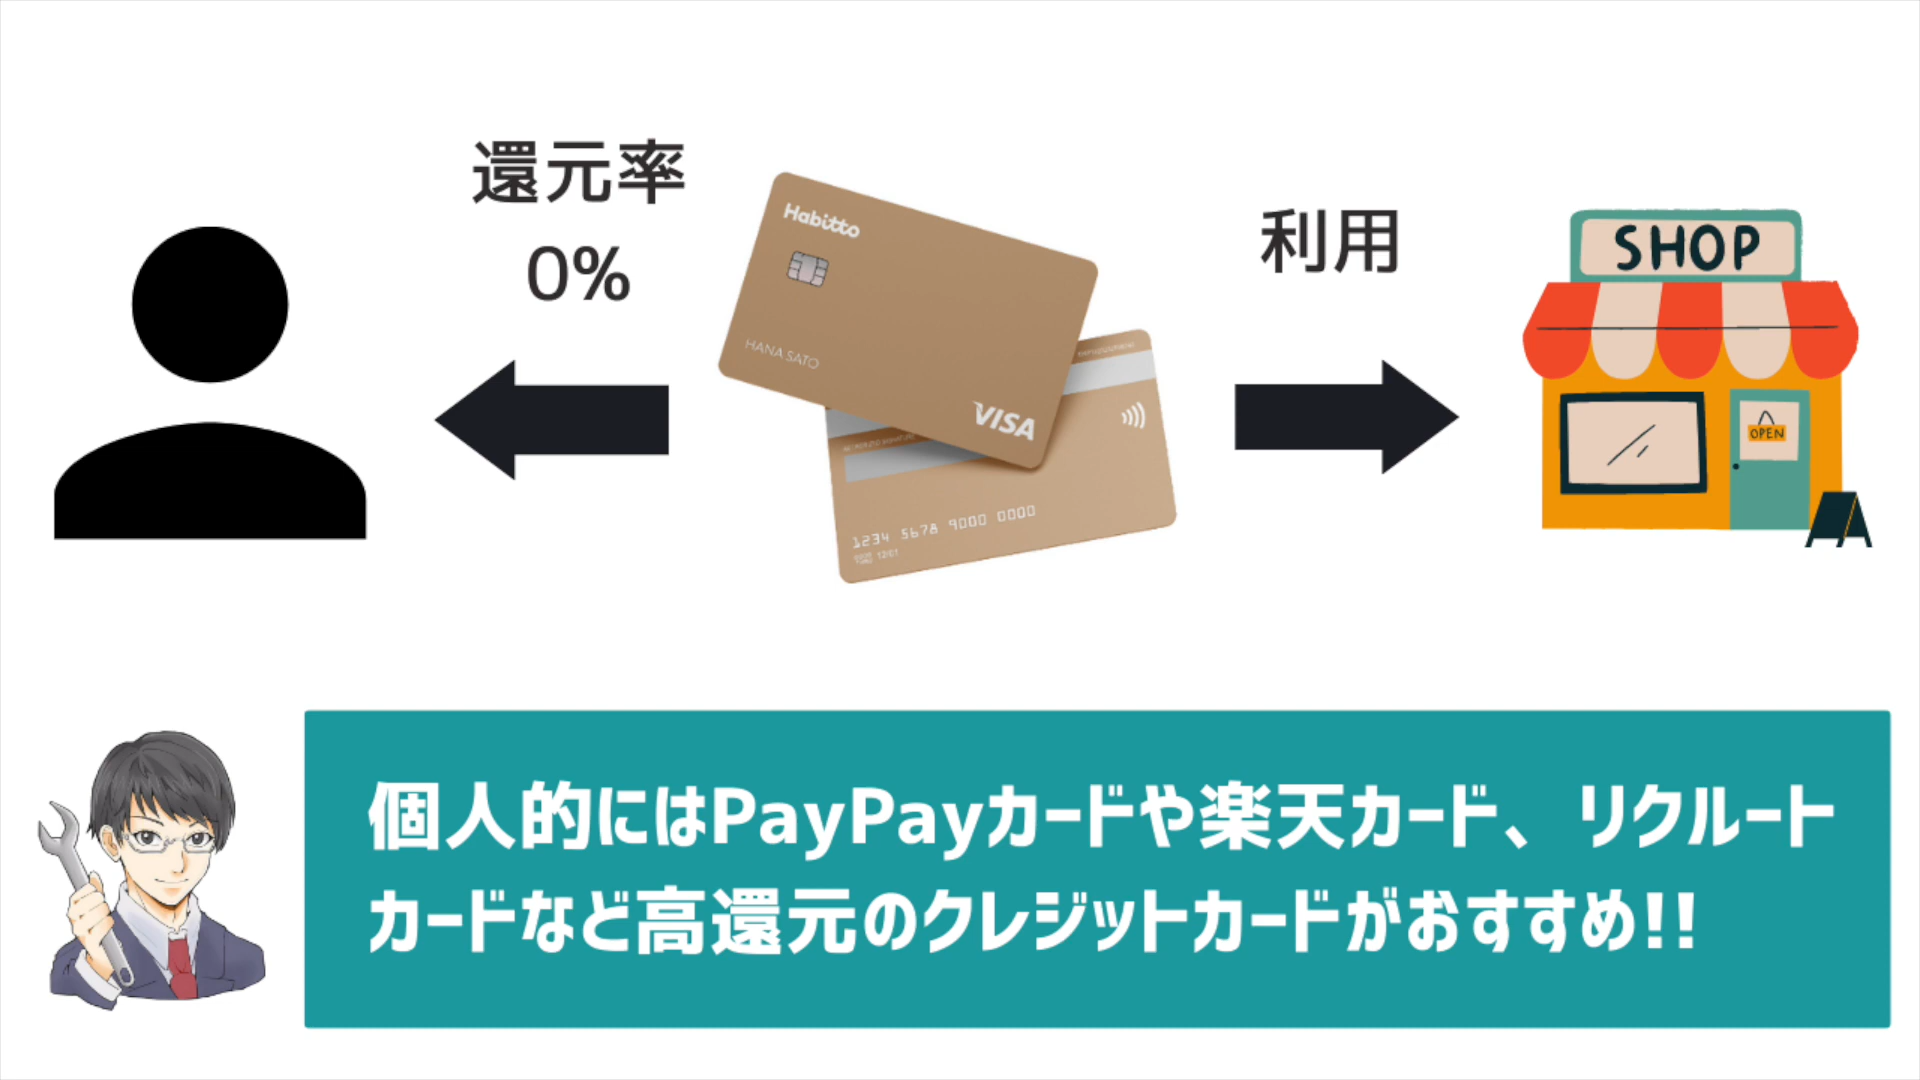 還元率
0%
Habitto
HANA SATO
VISA
1234 5678 9000 0000
利用
SHOP
OPEN
個人的にはPayPayカードや楽天カード、リクルート
カードなど高還元のクレジットカードがおすすめ!!